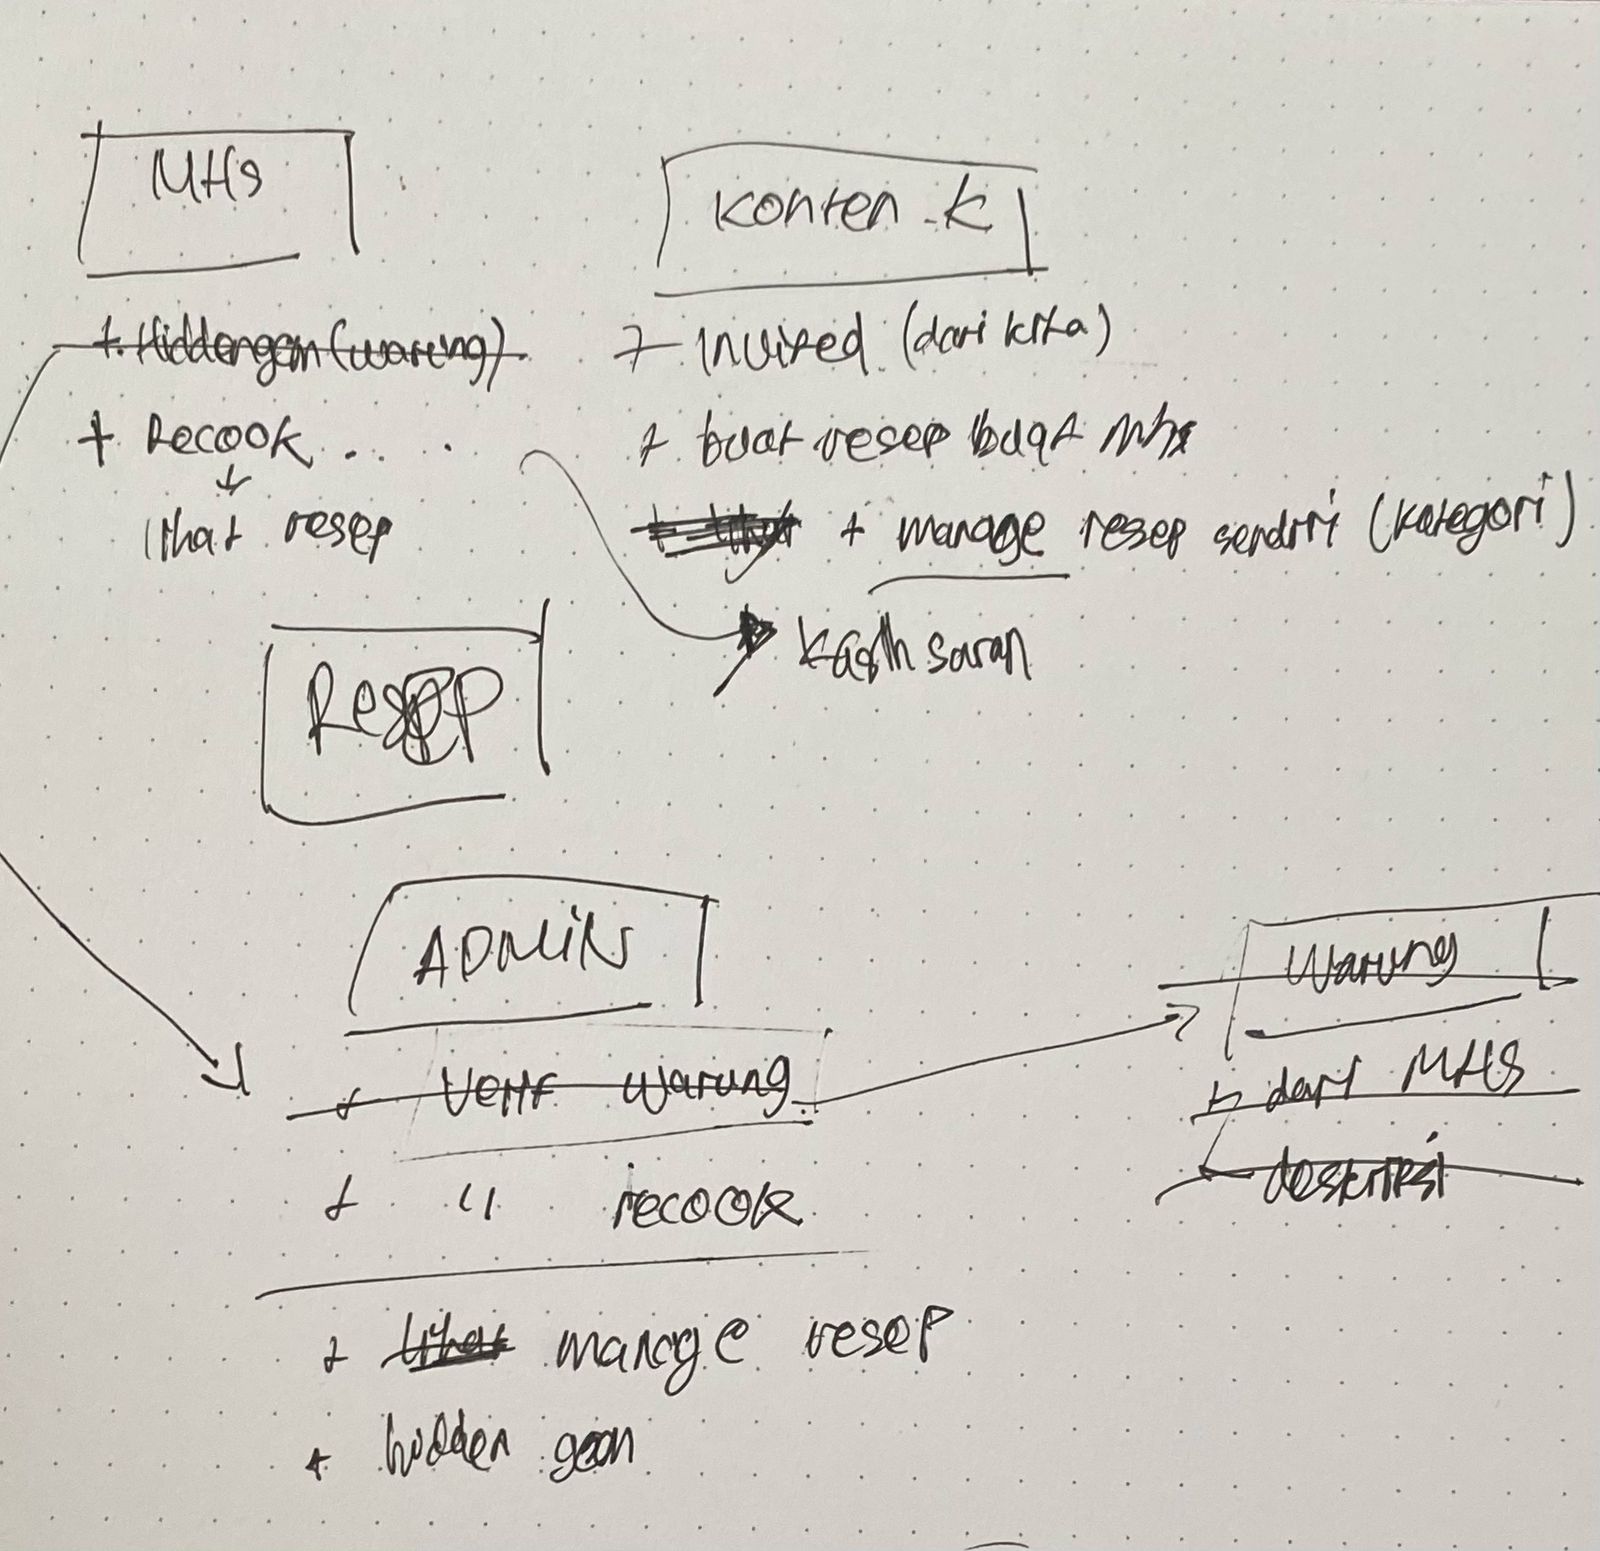 MHS
+ Hiddengem (warung)
+ Recook . . .
lihat resep
Konten .K
+ Invited (dari kita)
+ buat resep buat mhs
+ lihat + manage resep sendiri (kategori)
kasih saran
Resep
ADMIN
+ Verif warung
+ " recook
+ lihat manage resep
+ hidden gem
Warung
+ dari MHS
deskripsi